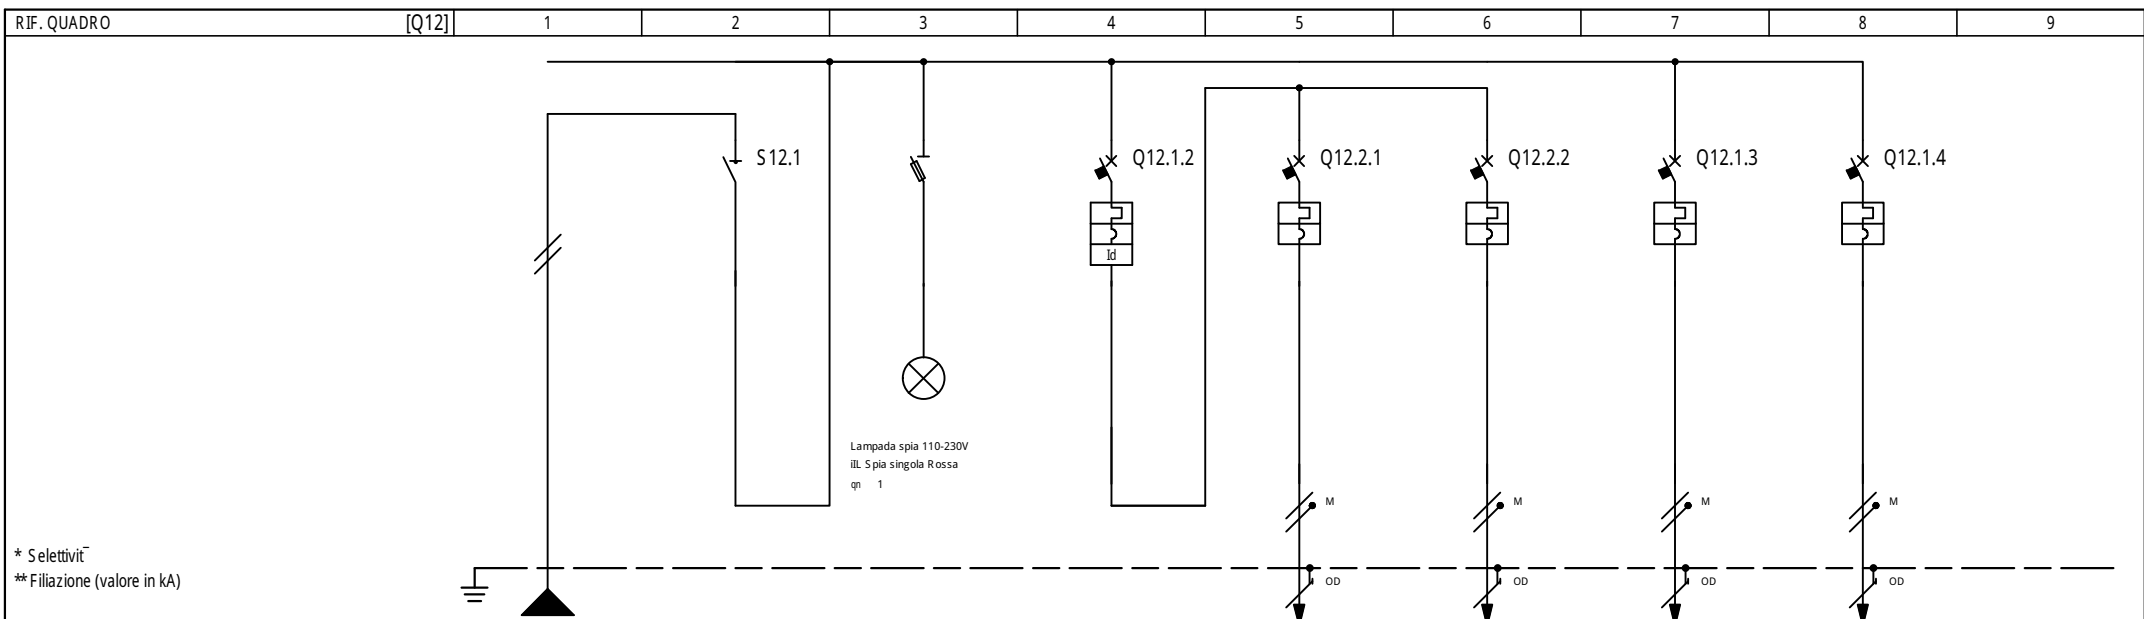 RIF. QUADRO [Q12] 1 2 3 4 5 6 7 8 9
S12.1 Q12.1.2 Q12.2.1 Q12.2.2 Q12.1.3 Q12.1.4
Id
Lampada spia 110-230V
iIL Spia singola Rossa
qn 1
M M M M
* Selettivit¯
** Filiazione (valore in kA)
OD OD OD OD